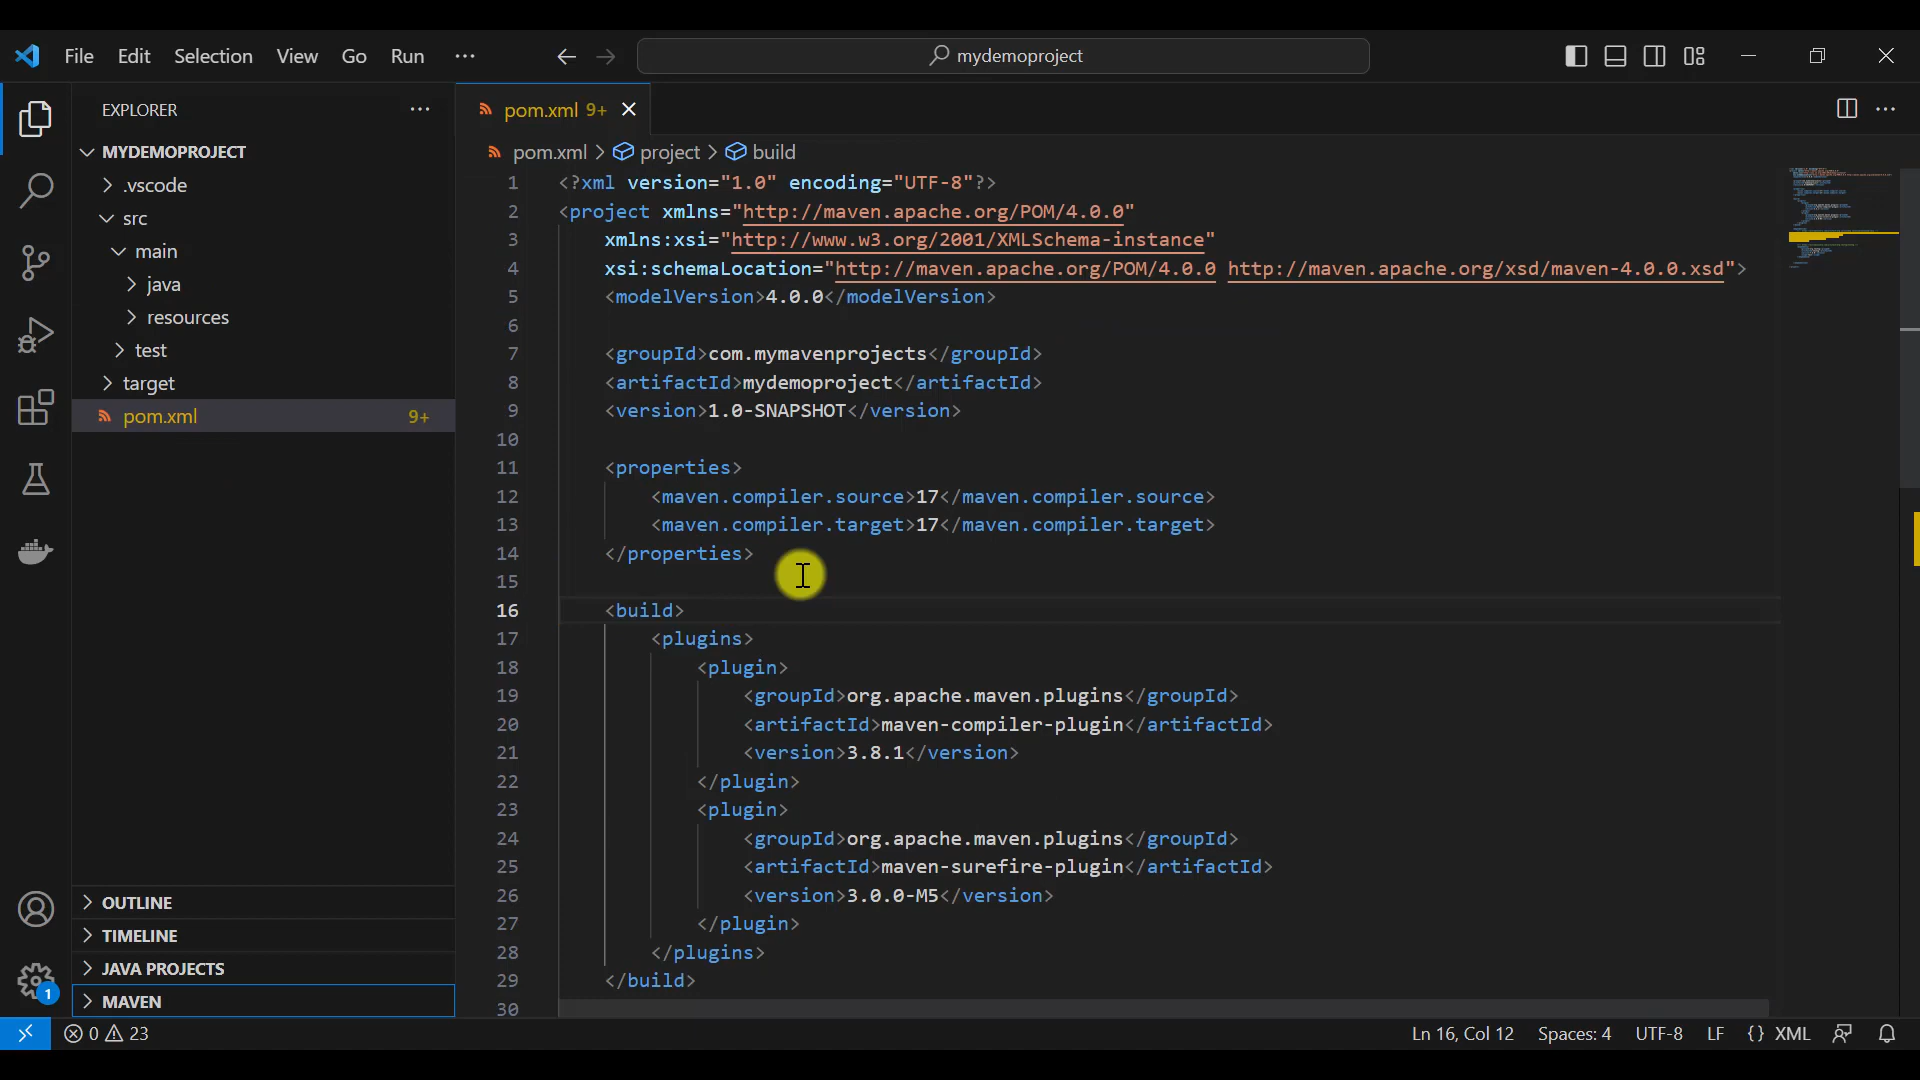 File Edit Selection View Go Run ··· mydemoproject
EXPLORER ···
MYDEMOPROJECT
.vscode
src
main
java
resources
test
target
pom.xml 9+
OUTLINE
TIMELINE
JAVA PROJECTS
MAVEN
1
pom.xml 9+
pom.xml > project > build
1 <?xml version="1.0" encoding="UTF-8"?>
2 <project xmlns="http://maven.apache.org/POM/4.0.0"
3 xmlns:xsi="http://www.w3.org/2001/XMLSchema-instance"
4 xsi:schemaLocation="http://maven.apache.org/POM/4.0.0 http://maven.apache.org/xsd/maven-4.0.0.xsd">
5 <modelVersion>4.0.0</modelVersion>
6
7 <groupId>com.mymavenprojects</groupId>
8 <artifactId>mydemoproject</artifactId>
9 <version>1.0-SNAPSHOT</version>
10
11 <properties>
12 <maven.compiler.source>17</maven.compiler.source>
13 <maven.compiler.target>17</maven.compiler.target>
14 </properties>
15
16 <build>
17 <plugins>
18 <plugin>
19 <groupId>org.apache.maven.plugins</groupId>
20 <artifactId>maven-compiler-plugin</artifactId>
21 <version>3.8.1</version>
22 </plugin>
23 <plugin>
24 <groupId>org.apache.maven.plugins</groupId>
25 <artifactId>maven-surefire-plugin</artifactId>
26 <version>3.0.0-M5</version>
27 </plugin>
28 </plugins>
29 </build>
30
0 23 Ln 16, Col 12 Spaces: 4 UTF-8 LF {} XML